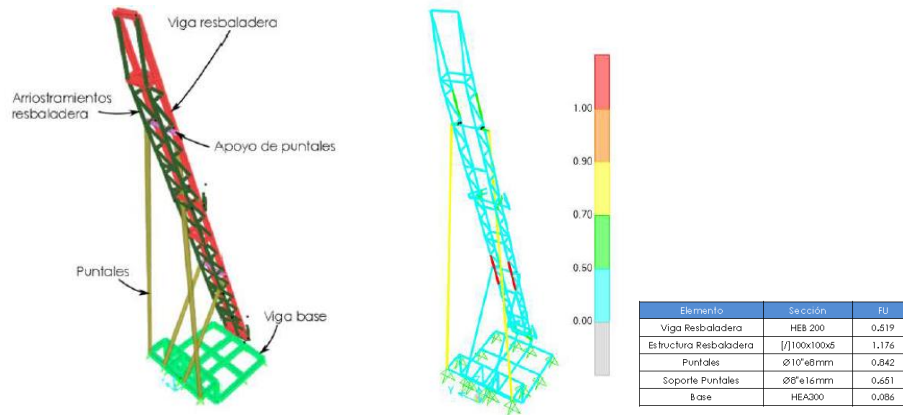 Viga resbaladera
Arriostramientos
resbaladera
Apoyo de puntales
Puntales
Viga base
1.00
0.90
0.70
0.50
0.00
Elemento Sección FU
Viga Resbaladera HEB 200 0.519
Estructura Resbaladera [/]100x100x5 1.176
Puntales Ø10"e8mm 0.842
Soporte Puntales Ø8"e16mm 0.651
Base HEA300 0.086